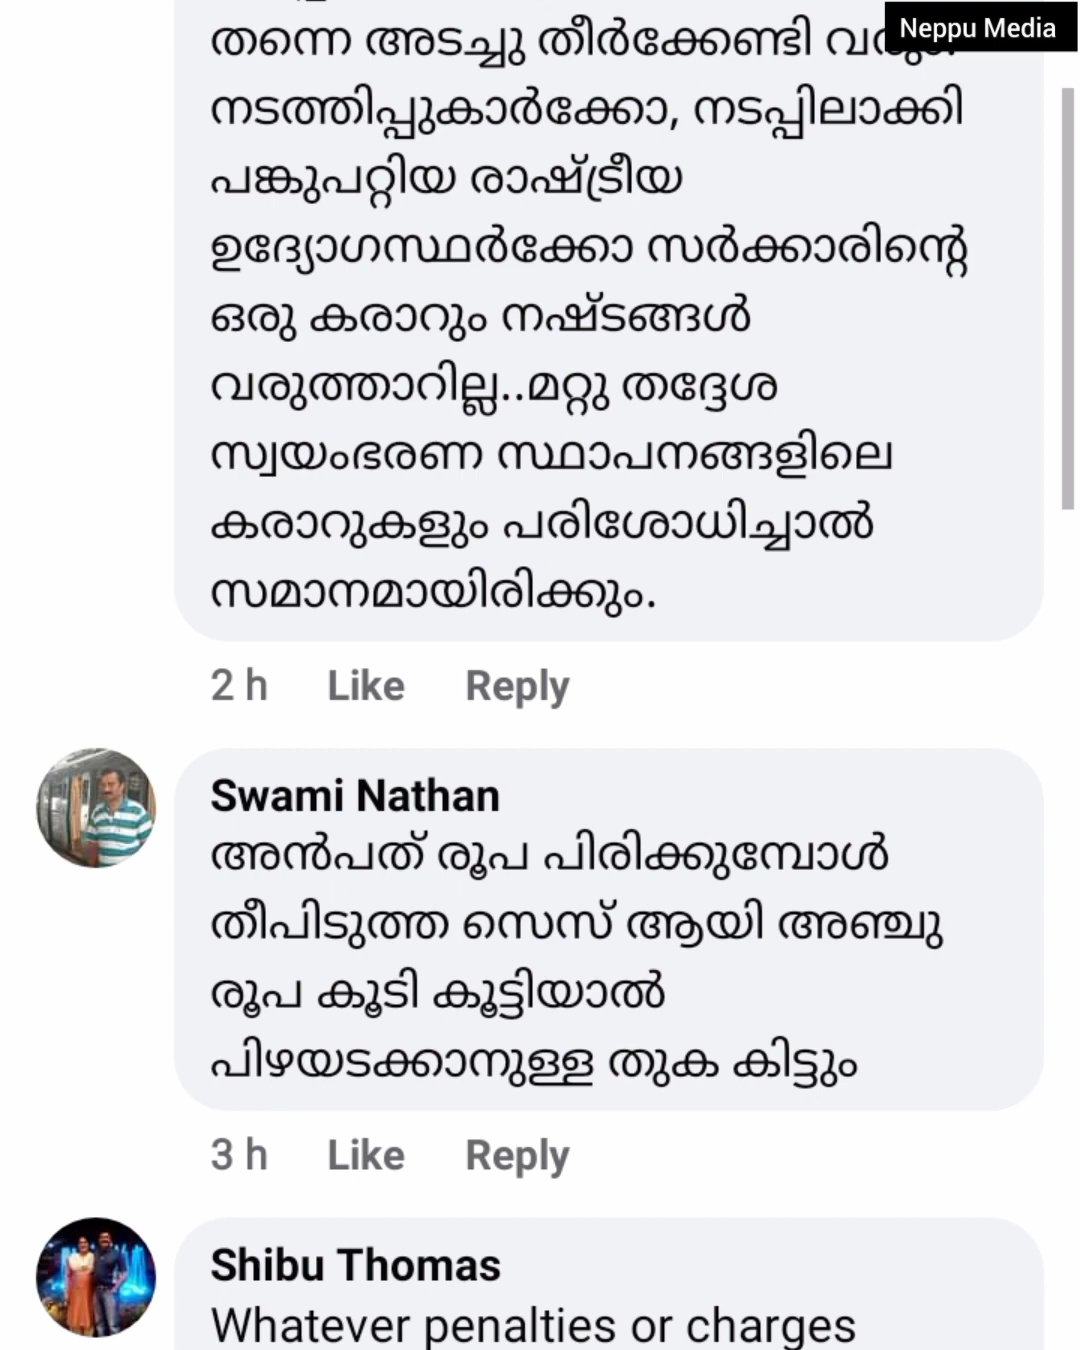 Neppu Media
തന്നെ അടച്ചു തീർക്കേണ്ടി
നടത്തിപ്പുകാർക്കോ, നടപ്പിലാക്കി
പങ്കുപറ്റിയ രാഷ്ട്രീയ
ഉദ്യോഗസ്ഥർക്കോ സർക്കാരിന്റെ
ഒരു കരാറും നഷ്ടങ്ങൾ
വരുത്താറില്ല..മറ്റു തദ്ദേശ
സ്വയംഭരണ സ്ഥാപനങ്ങളിലെ
കരാറുകളും പരിശോധിച്ചാൽ
സമാനമായിരിക്കും.
2 h Like Reply
Swami Nathan
അൻപത് രൂപ പിരിക്കുമ്പോൾ
തീപിടുത്ത സെസ് ആയി അഞ്ചു
രൂപ കൂടി കൂട്ടിയാൽ
പിഴയടക്കാനുള്ള തുക കിട്ടും
3 h Like Reply
Shibu Thomas
Whatever penalties or charges